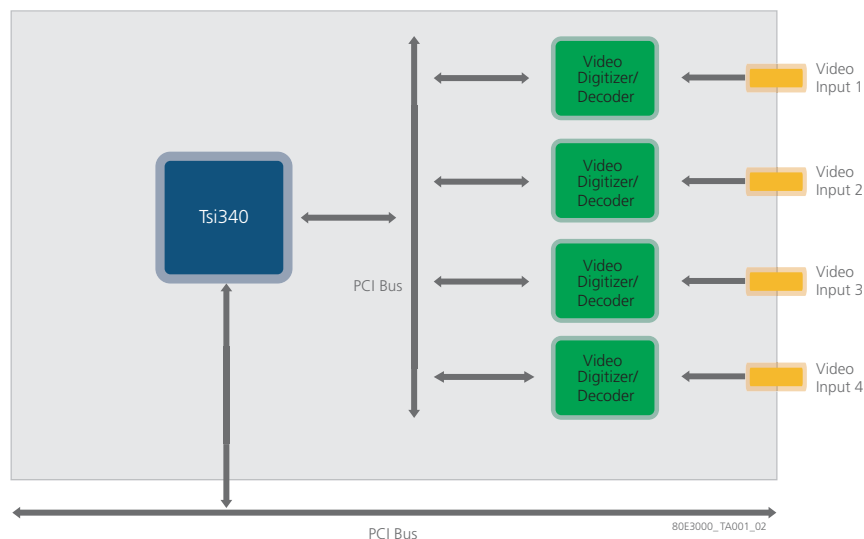 Video
Digitizer/
Decoder
Video
Input 1
Video
Digitizer/
Decoder
Video
Input 2
Tsi340
PCI Bus
Video
Digitizer/
Decoder
Video
Input 3
Video
Digitizer/
Decoder
Video
Input 4
80E3000_TA001_02
PCI Bus